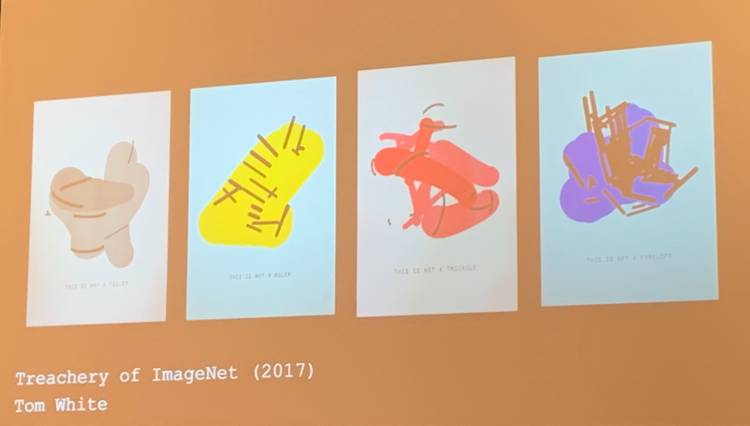 THIS IS NOT A TOILET
THIS IS NOT A RULER
THIS IS NOT A TRICYCLE
THIS IS NOT A FORKLIFT
Treachery of ImageNet (2017)
Tom White